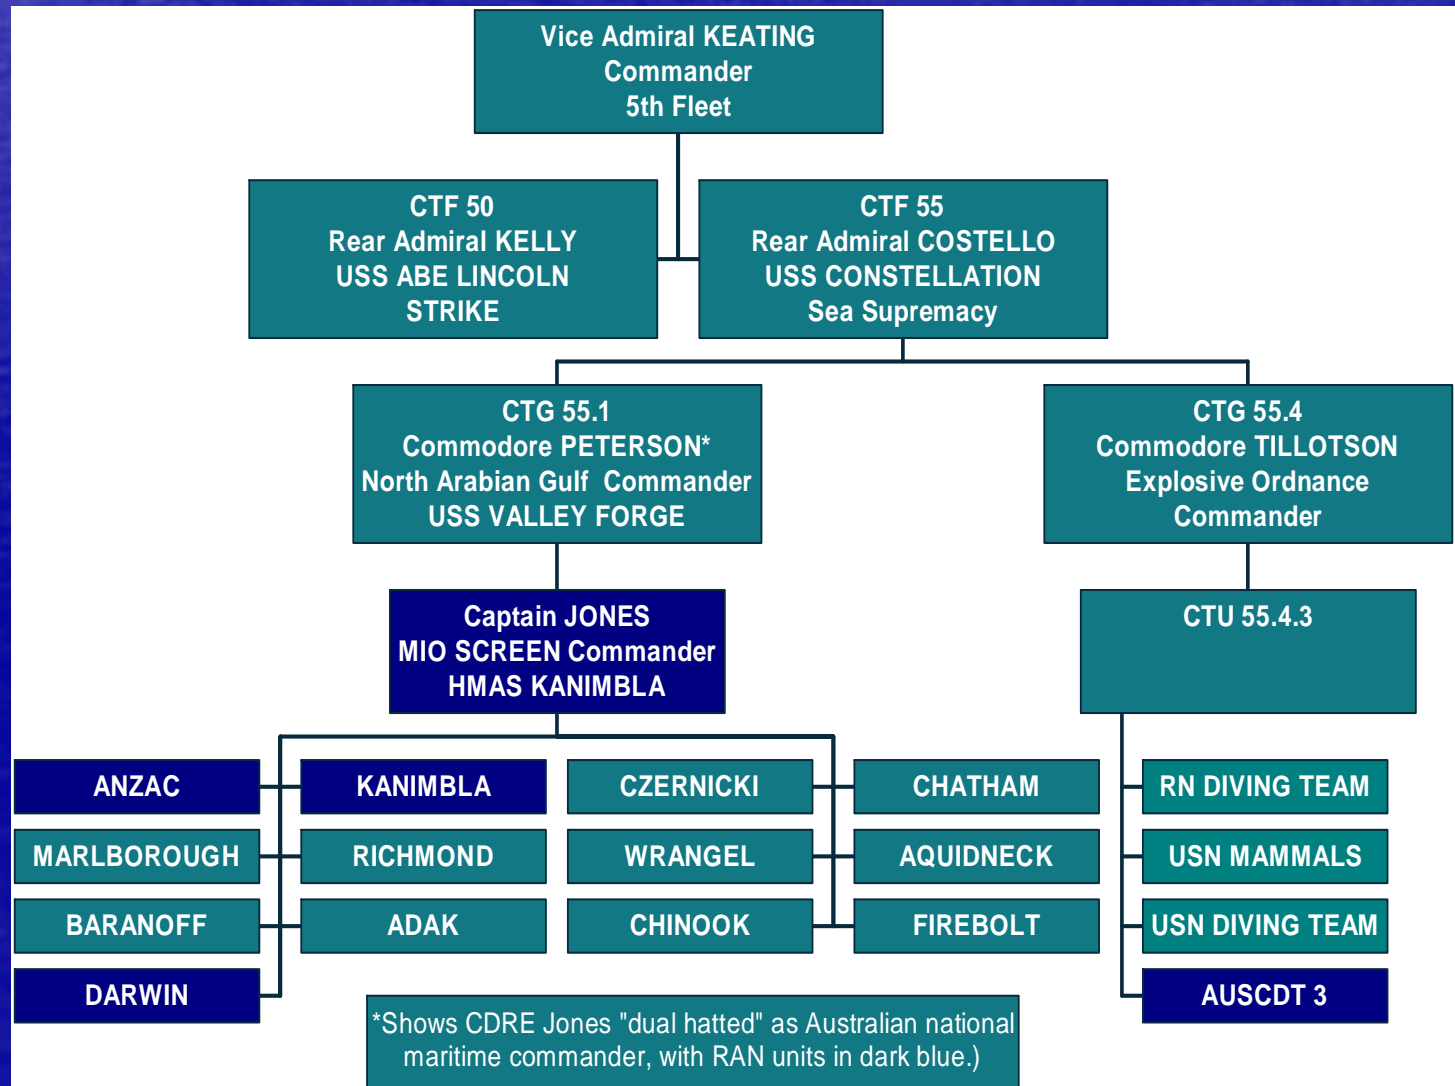 Vice Admiral KEATING
Commander
5th Fleet
CTF 50
Rear Admiral KELLY
USS ABE LINCOLN
STRIKE
CTF 55
Rear Admiral COSTELLO
USS CONSTELLATION
Sea Supremacy
CTG 55.1
Commodore PETERSON*
North Arabian Gulf Commander
USS VALLEY FORGE
CTG 55.4
Commodore TILLOTSON
Explosive Ordnance
Commander
Captain JONES
MIO SCREEN Commander
HMAS KANIMBLA
CTU 55.4.3
ANZAC
KANIMBLA
CZERNICKI
CHATHAM
RN DIVING TEAM
MARLBOROUGH
RICHMOND
WRANGEL
AQUIDNECK
USN MAMMALS
BARANOFF
ADAK
CHINOOK
FIREBOLT
USN DIVING TEAM
DARWIN
AUSCDT 3
*Shows CDRE Jones "dual hatted" as Australian national
maritime commander, with RAN units in dark blue.)